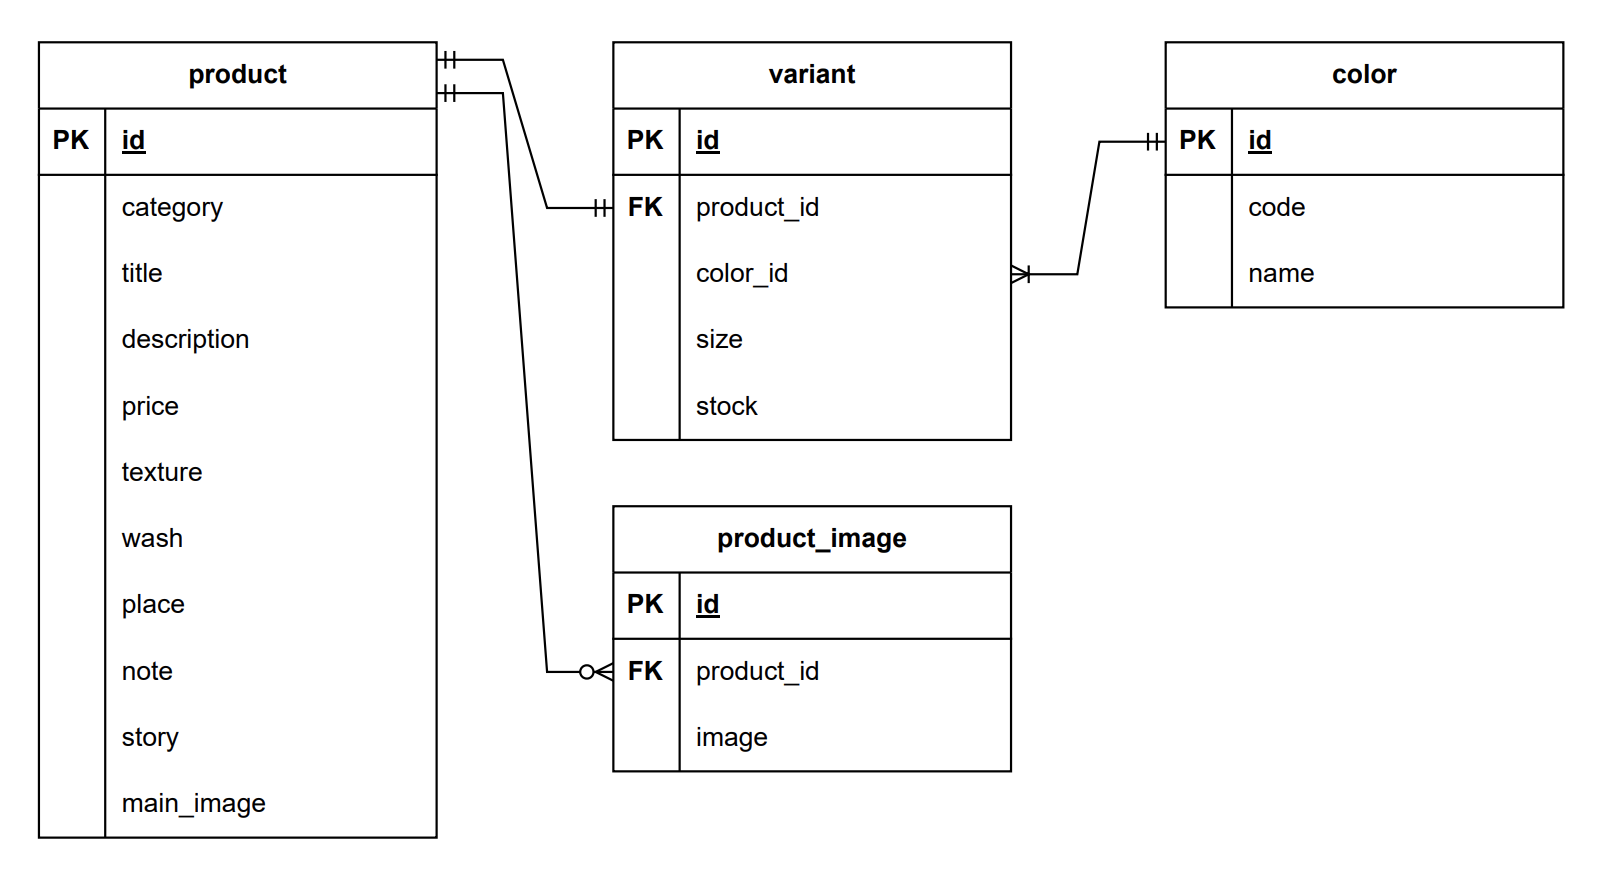 product
PK id
category
title
description
price
texture
wash
place
note
story
main_image
variant
PK id
FK product_id
color_id
size
stock
product_image
PK id
FK product_id
image
color
PK id
code
name